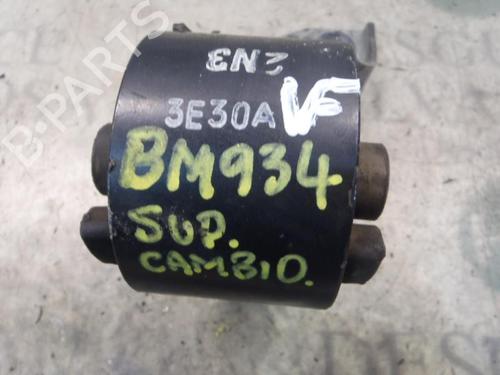 EN3
3E30A VF
BM934
SUP.
CAMBIO.
B-PARTS